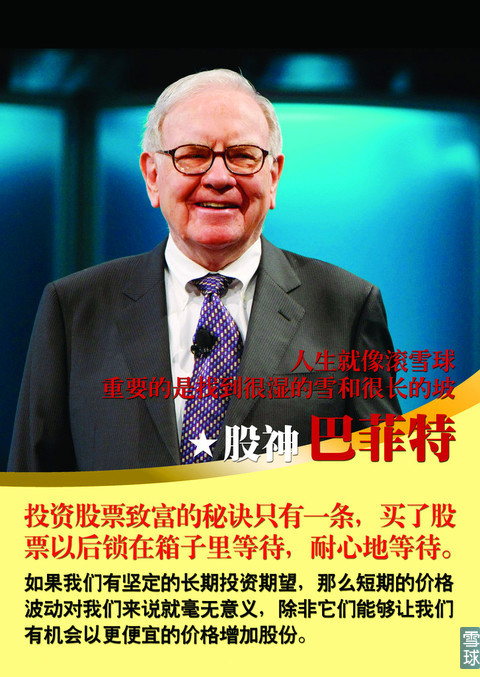 人生就像滚雪球
重要的是找到很湿的雪和很长的坡
★股神 巴菲特
投资股票致富的秘诀只有一条，买了股
票以后锁在箱子里等待，耐心地等待。
如果我们有坚定的长期投资期望，那么短期的价格
波动对我们来说就毫无意义，除非它们能够让我们
有机会以更便宜的价格增加股份。
雪球